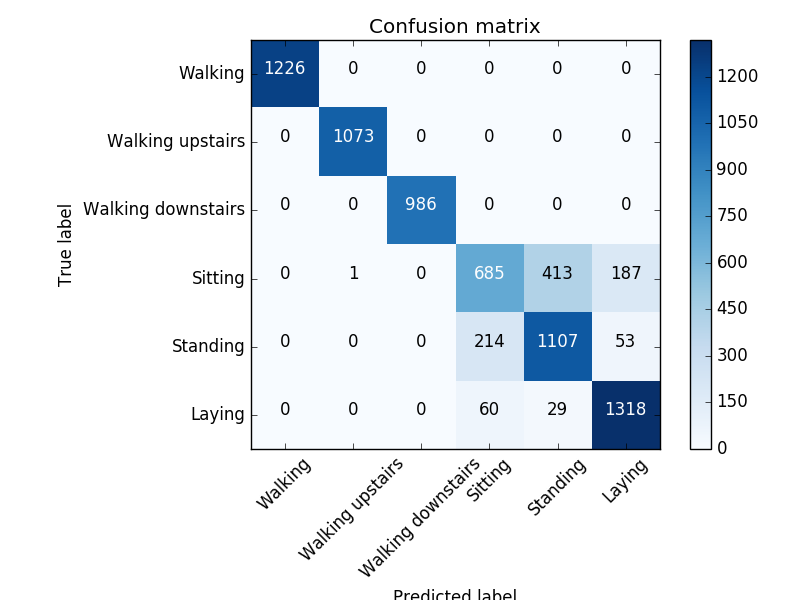 Confusion matrix
True label
Walking 1226 0 0 0 0 0
Walking upstairs 0 1073 0 0 0 0
Walking downstairs 0 0 986 0 0 0
Sitting 0 1 0 685 413 187
Standing 0 0 0 214 1107 53
Laying 0 0 0 60 29 1318
Walking
Walking upstairs
Walking downstairs
Sitting
Standing
Laying
Predicted label
1200
1050
900
750
600
450
300
150
0